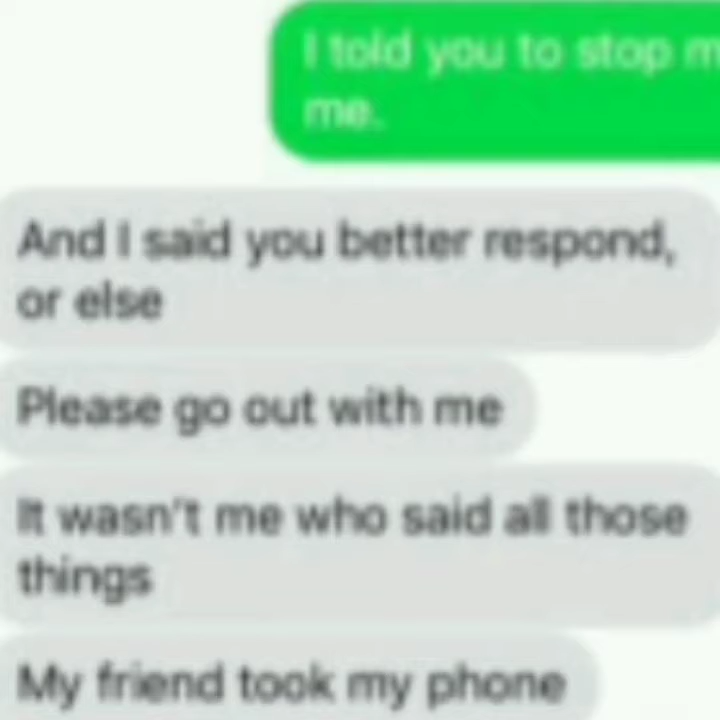 I told you to stop
me.
And I said you better respond,
or else
Please go out with me
It wasn't me who said all those
things
My friend took my phone